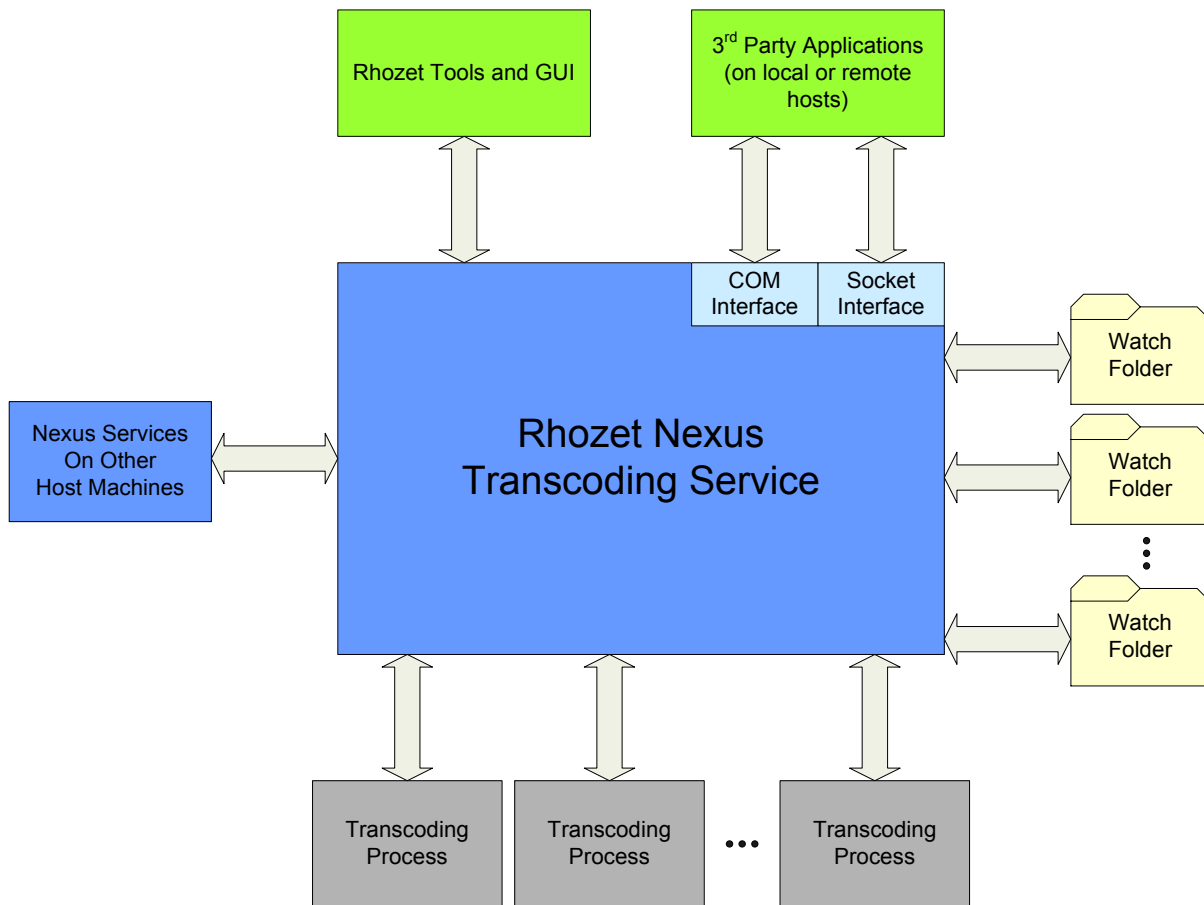 Rhozet Tools and GUI
3rd Party Applications
(on local or remote
hosts)
COM
Interface
Socket
Interface
Watch
Folder
Nexus Services
On Other
Host Machines
Rhozet Nexus
Transcoding Service
Watch
Folder
Watch
Folder
Transcoding
Process
Transcoding
Process
Transcoding
Process